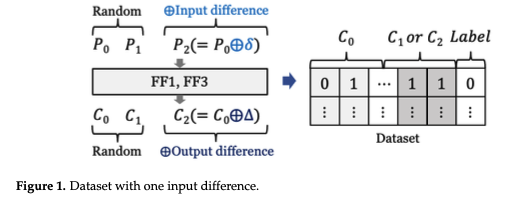 Random ⊕Input difference
P₀ P₁ P₂(= P₀⊕δ)
FF1, FF3
C₀ C₁ C₂(= C₀⊕Δ)
Random ⊕Output difference
C₀ C₁ or C₂ Label
0 1 ⋯ 1 1 0
⋮ ⋮ ⋮ ⋮ ⋮ ⋮
Dataset
Figure 1. Dataset with one input difference.